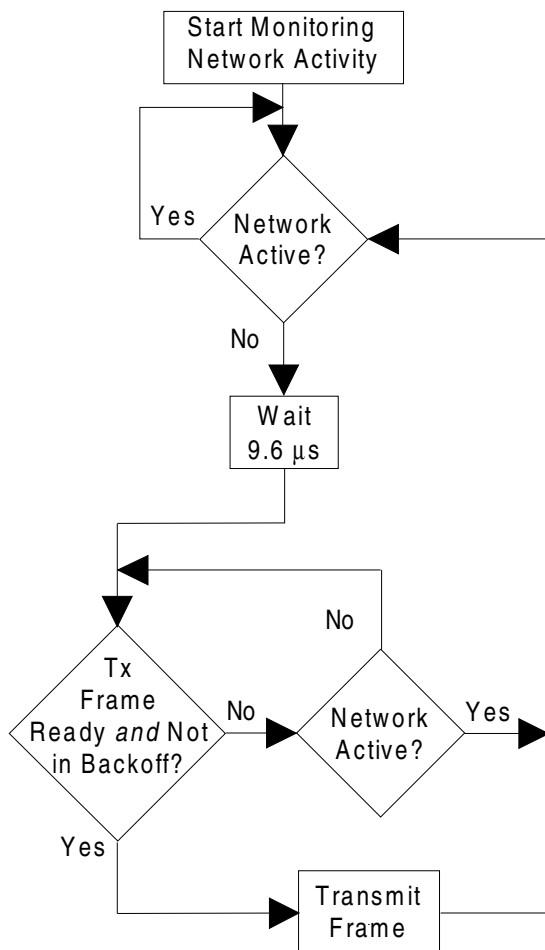 Start Monitoring
Network Activity
Yes
Network
Active?
No
Wait
9.6 μs
No
Tx
Frame
Ready and Not
in Backoff?
No
Network
Active?
Yes
Yes
Transmit
Frame